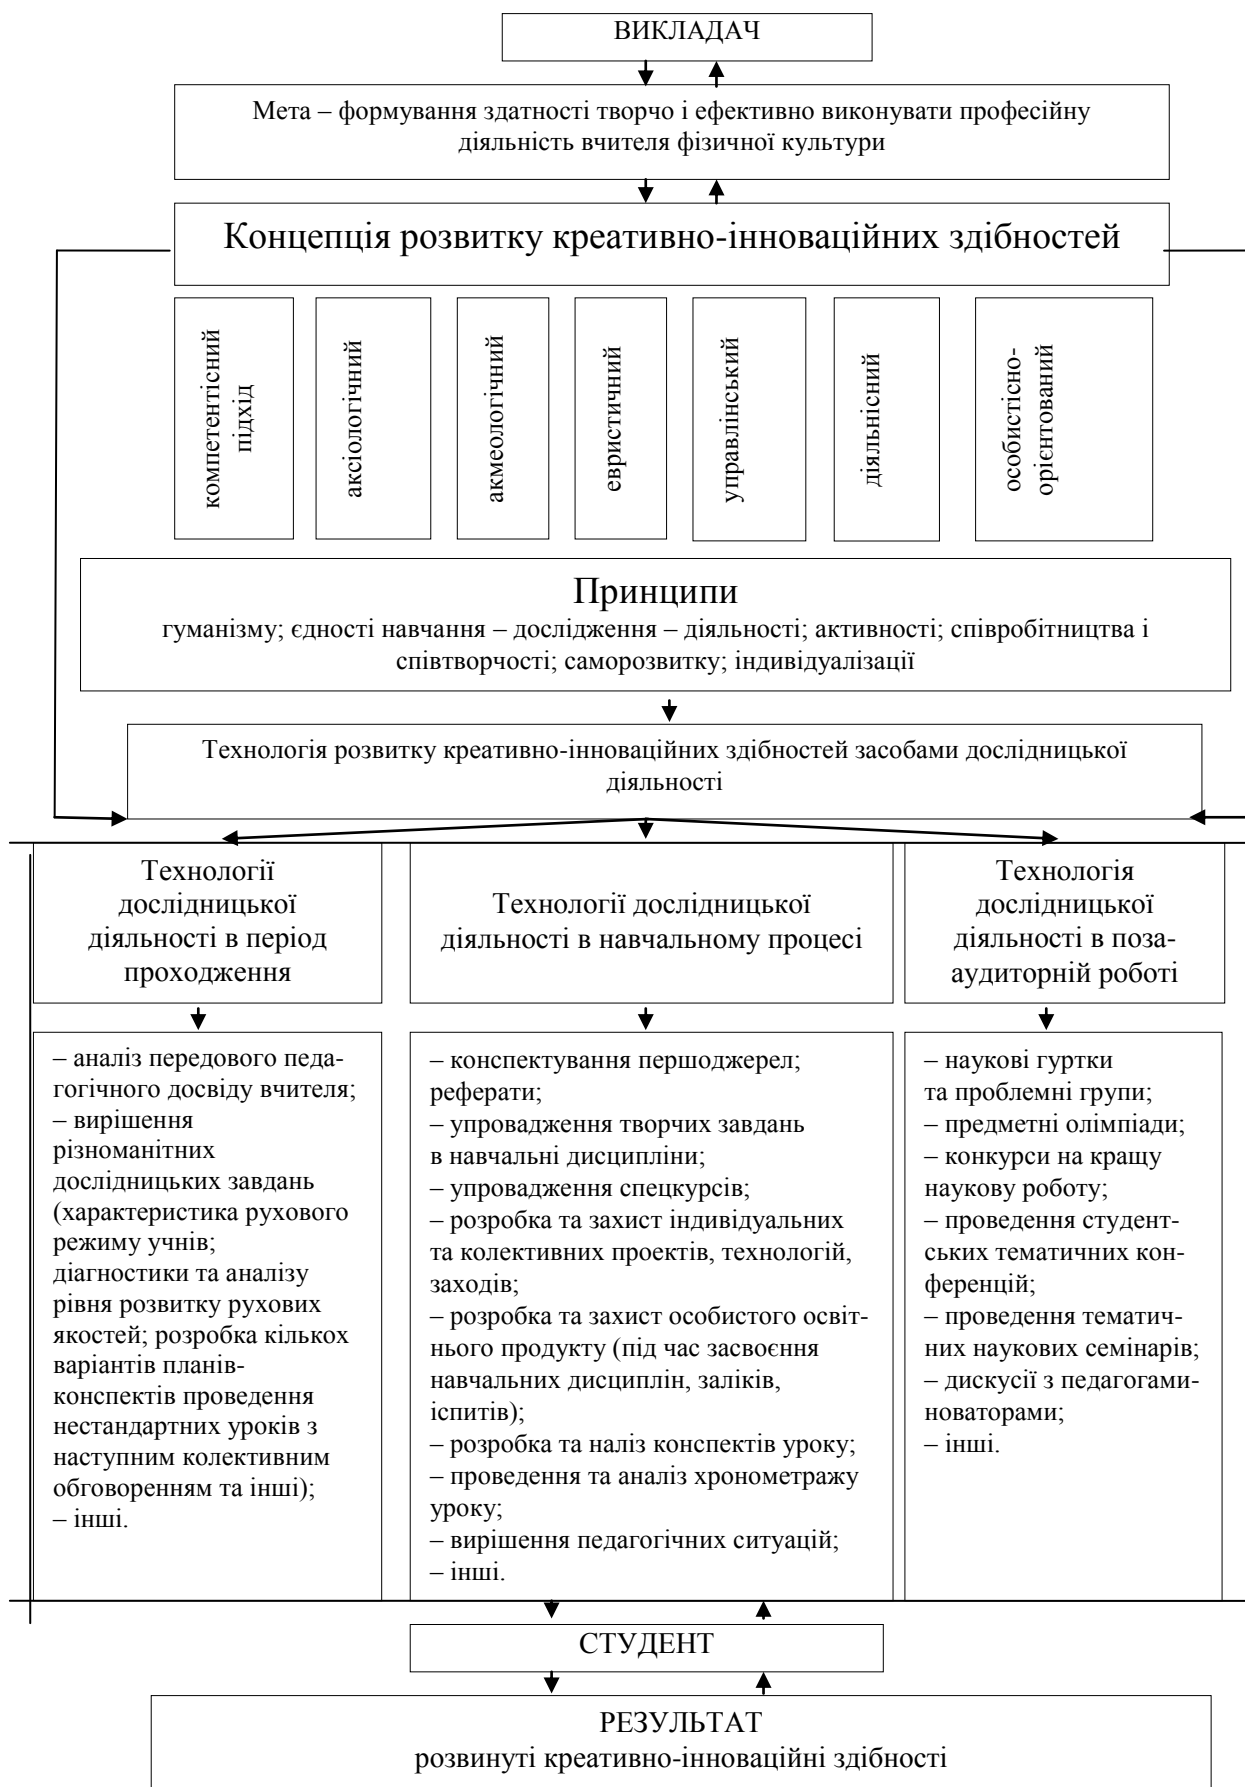 ВИКЛАДАЧ
Мета – формування здатності творчо і ефективно виконувати професійну
діяльність вчителя фізичної культури
Концепція розвитку креативно-інноваційних здібностей
компетентісний
підхід
аксіологічний
акмеологічний
евристичний
управлінський
діяльнісний
особистісно-
орієнтований
Принципи
гуманізму; єдності навчання – дослідження – діяльності; активності; співробітництва і
співтворчості; саморозвитку; індивідуалізації
Технологія розвитку креативно-інноваційних здібностей засобами дослідницької
діяльності
Технології
дослідницької
діяльності в період
проходження
– аналіз передового педа-
гогічного досвіду вчителя;
– вирішення
різноманітних
дослідницьких завдань
(характеристика рухового
режиму учнів;
діагностики та аналізу
рівня розвитку рухових
якостей; розробка кількох
варіантів планів-
конспектів проведення
нестандартних уроків з
наступним колективним
обговоренням та інші);
– інші.
Технології дослідницької
діяльності в навчальному процесі
– конспектування першоджерел;
реферати;
– упровадження творчих завдань
в навчальні дисципліни;
– упровадження спецкурсів;
– розробка та захист індивідуальних
та колективних проектів, технологій,
заходів;
– розробка та захист особистого освіт-
нього продукту (під час засвоєння
навчальних дисциплін, заліків,
іспитів);
– розробка та наліз конспектів уроку;
– проведення та аналіз хронометражу
уроку;
– вирішення педагогічних ситуацій;
– інші.
Технологія
дослідницької
діяльності в поза-
аудиторній роботі
– наукові гуртки
та проблемні групи;
– предметні олімпіади;
– конкурси на кращу
наукову роботу;
– проведення студент-
ських тематичних кон-
ференцій;
– проведення тематич-
них наукових семінарів;
– дискусії з педагогами-
новаторами;
– інші.
СТУДЕНТ
РЕЗУЛЬТАТ
розвинуті креативно-інноваційні здібності